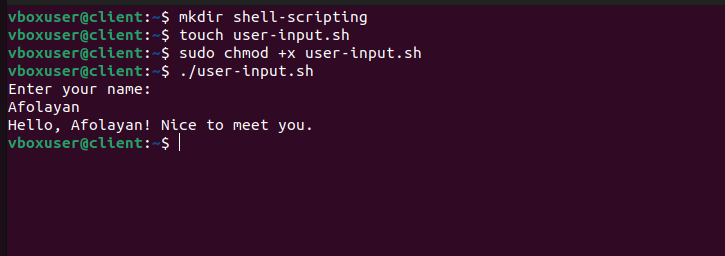 vboxuser@client:~$ mkdir shell-scripting
vboxuser@client:~$ touch user-input.sh
vboxuser@client:~$ sudo chmod +x user-input.sh
vboxuser@client:~$ ./user-input.sh
Enter your name:
Afolayan
Hello, Afolayan! Nice to meet you.
vboxuser@client:~$